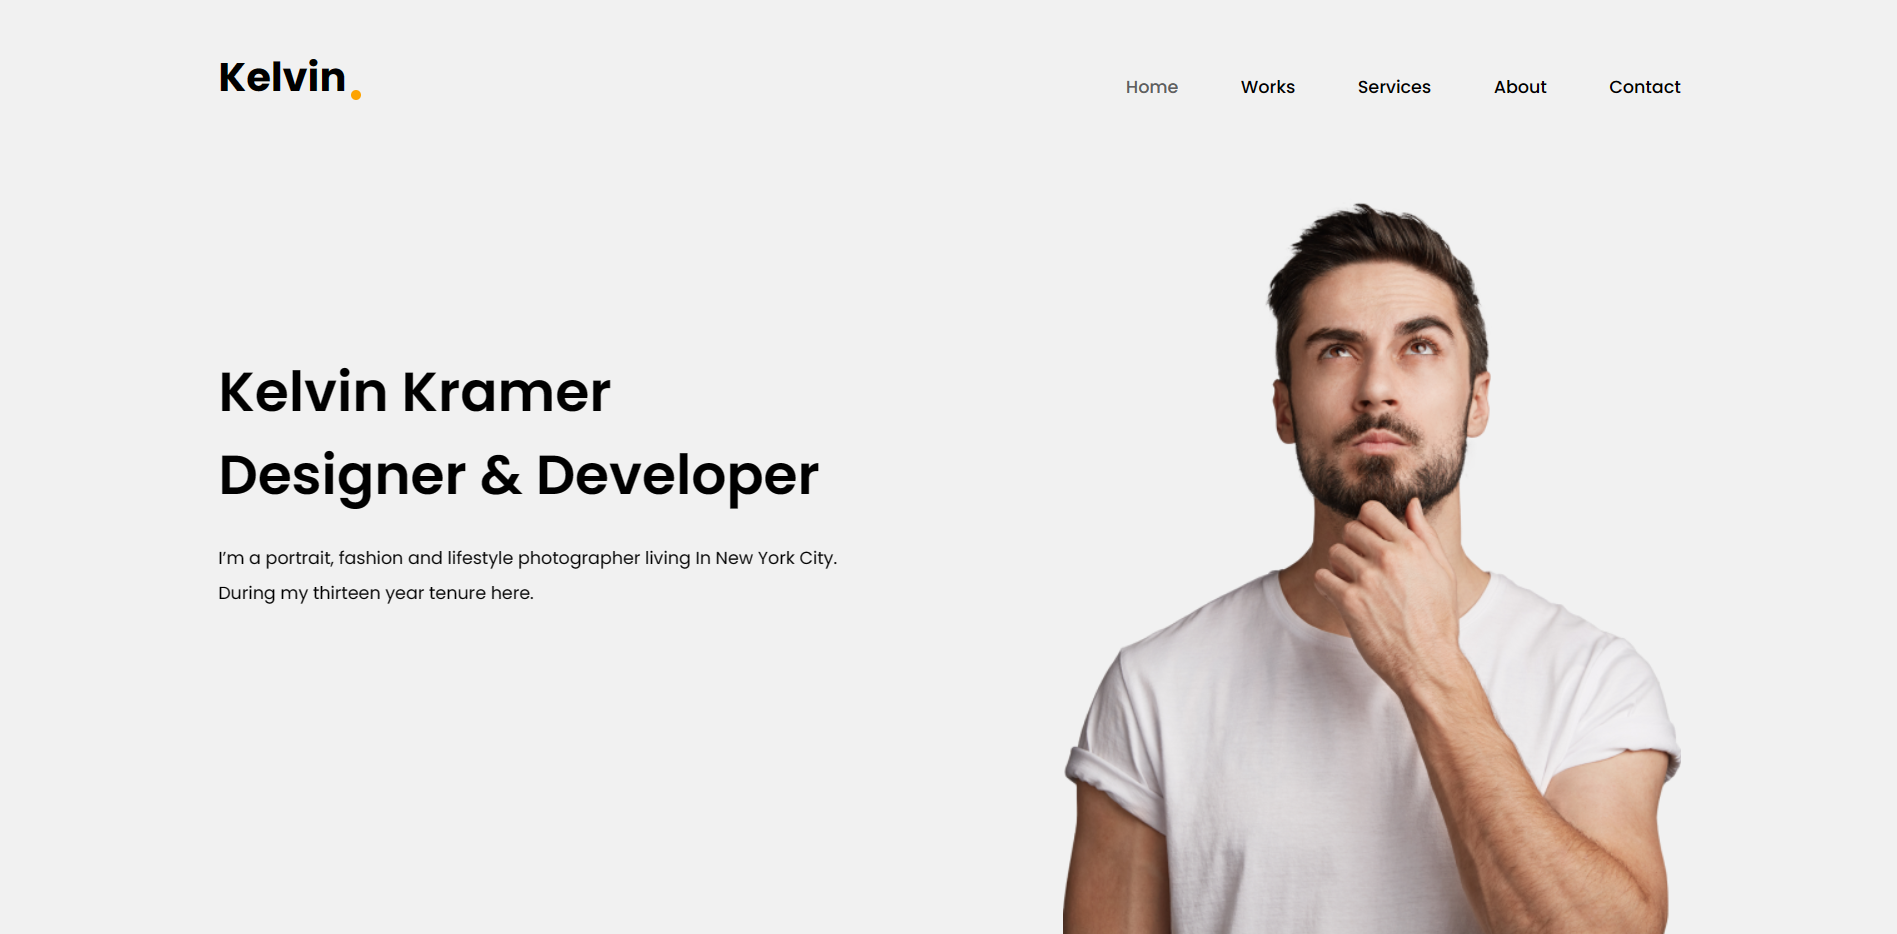 Kelvin.
Home Works Services About Contact
Kelvin Kramer
Designer & Developer
I’m a portrait, fashion and lifestyle photographer living In New York City.
During my thirteen year tenure here.